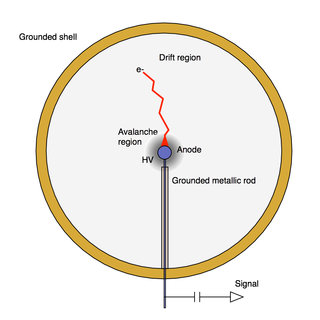 Grounded shell
Drift region
e-
Avalanche
region
Anode
HV
Grounded metallic rod
Signal